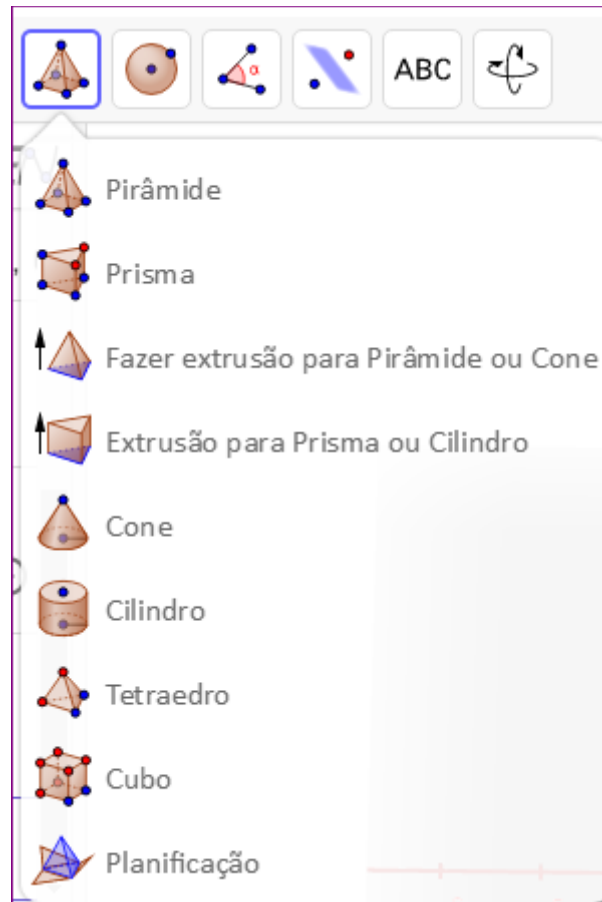 α
ABC
Pirâmide
Prisma
Fazer extrusão para Pirâmide ou Cone
Extrusão para Prisma ou Cilindro
Cone
Cilindro
Tetraedro
Cubo
Planificação